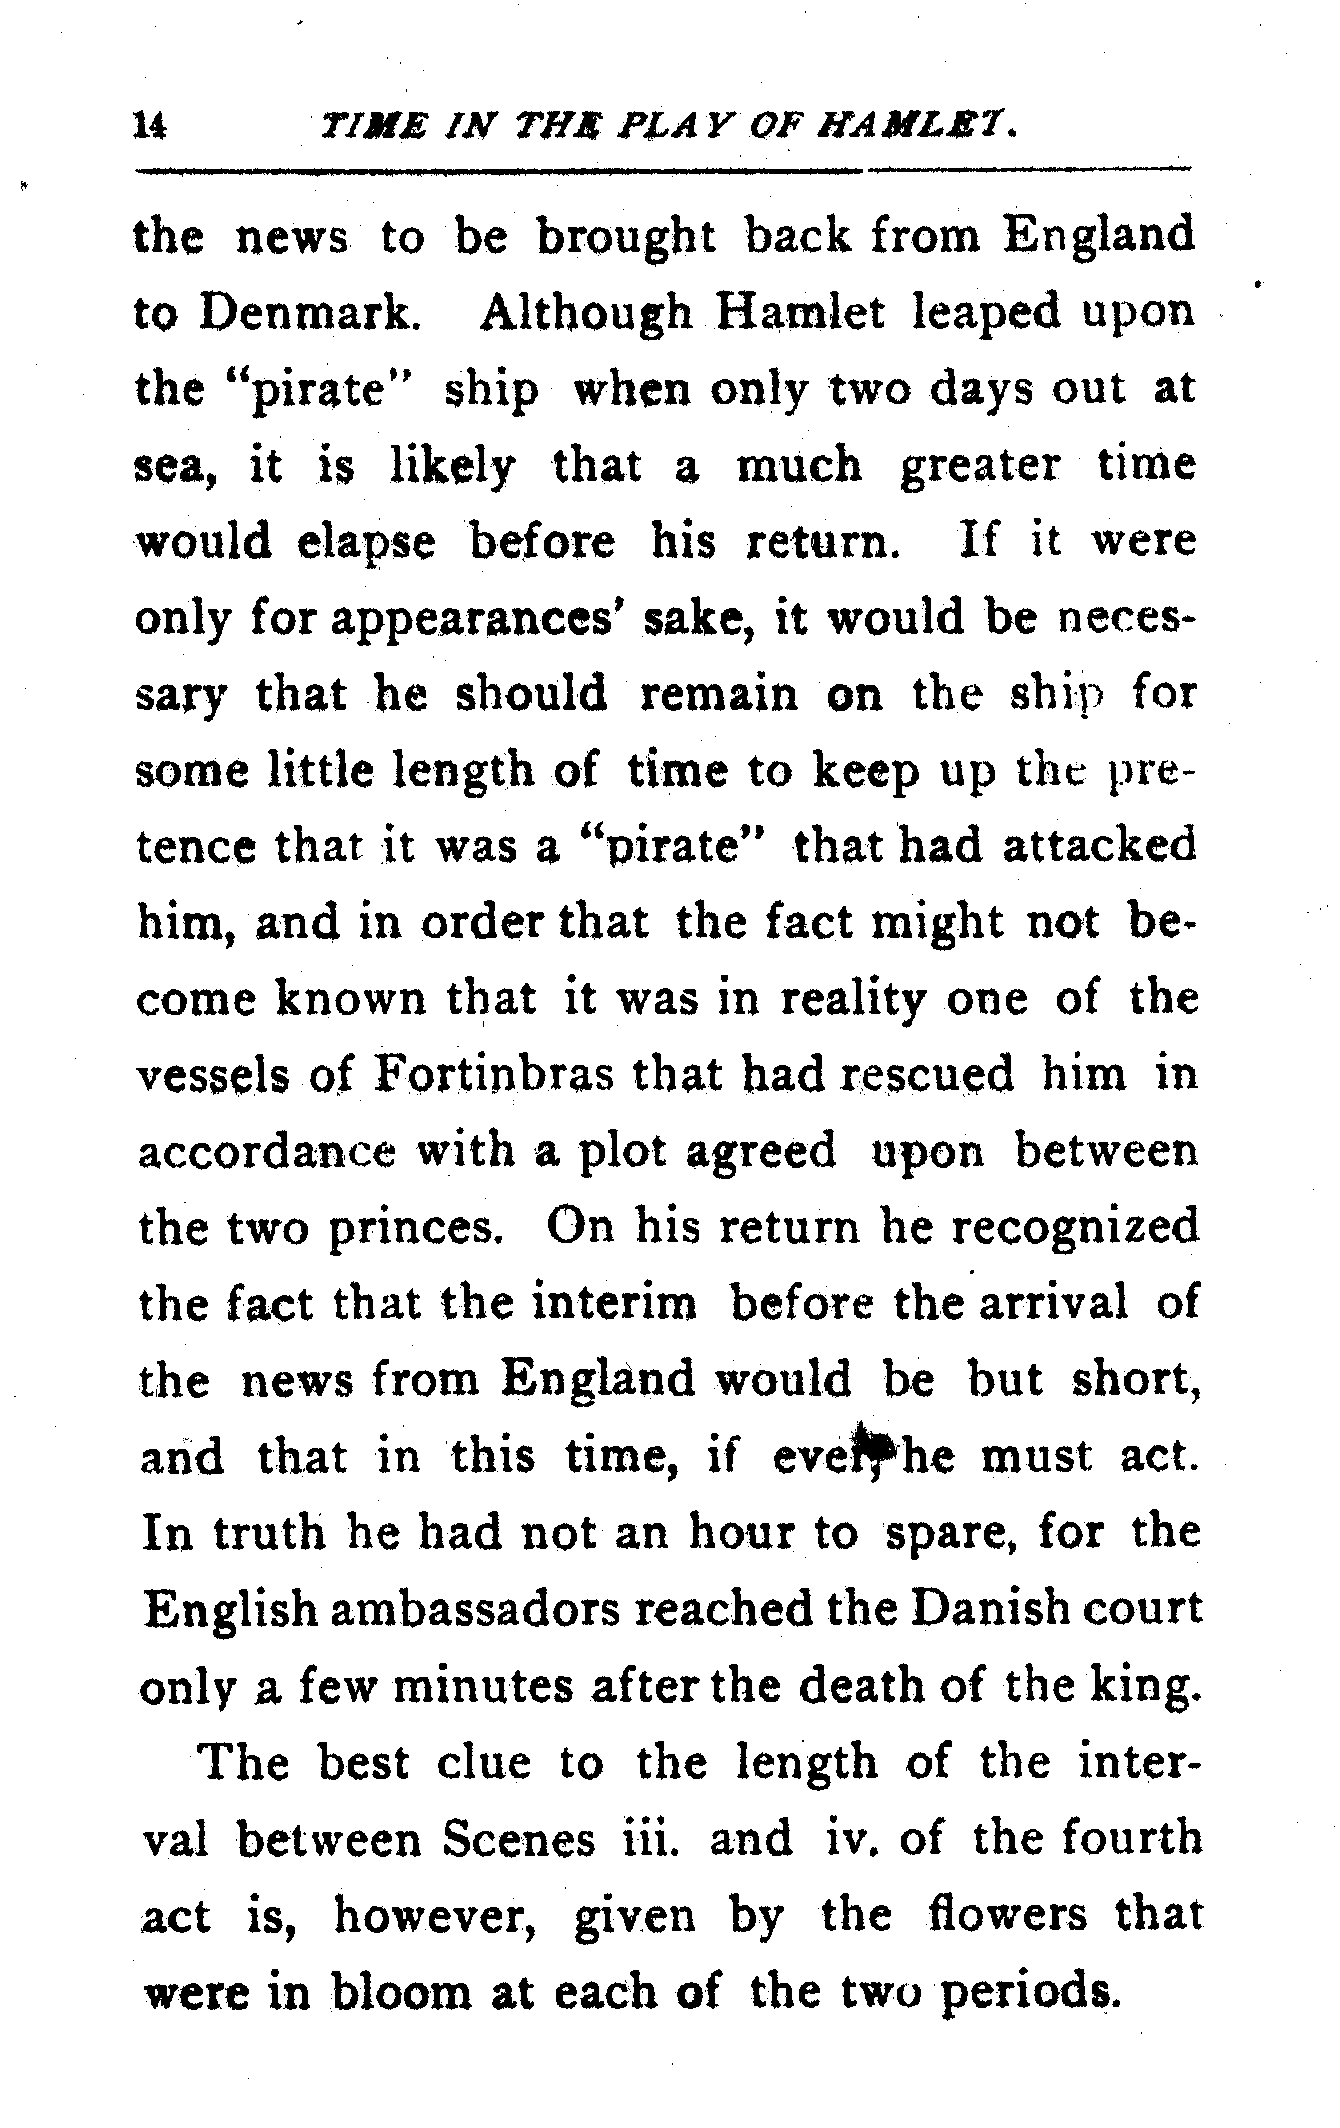 14 TIME IN THE PLAY OF HAMLET.
the news to be brought back from England
to Denmark. Although Hamlet leaped upon
the “pirate” ship when only two days out at
sea, it is likely that a much greater time
would elapse before his return. If it were
only for appearances’ sake, it would be neces-
sary that he should remain on the ship for
some little length of time to keep up the pre-
tence that it was a “pirate” that had attacked
him, and in order that the fact might not be-
come known that it was in reality one of the
vessels of Fortinbras that had rescued him in
accordance with a plot agreed upon between
the two princes. On his return he recognized
the fact that the interim before the arrival of
the news from England would be but short,
and that in this time, if ever, he must act.
In truth he had not an hour to spare, for the
English ambassadors reached the Danish court
only a few minutes after the death of the king.
The best clue to the length of the inter-
val between Scenes iii. and iv. of the fourth
act is, however, given by the flowers that
were in bloom at each of the two periods.